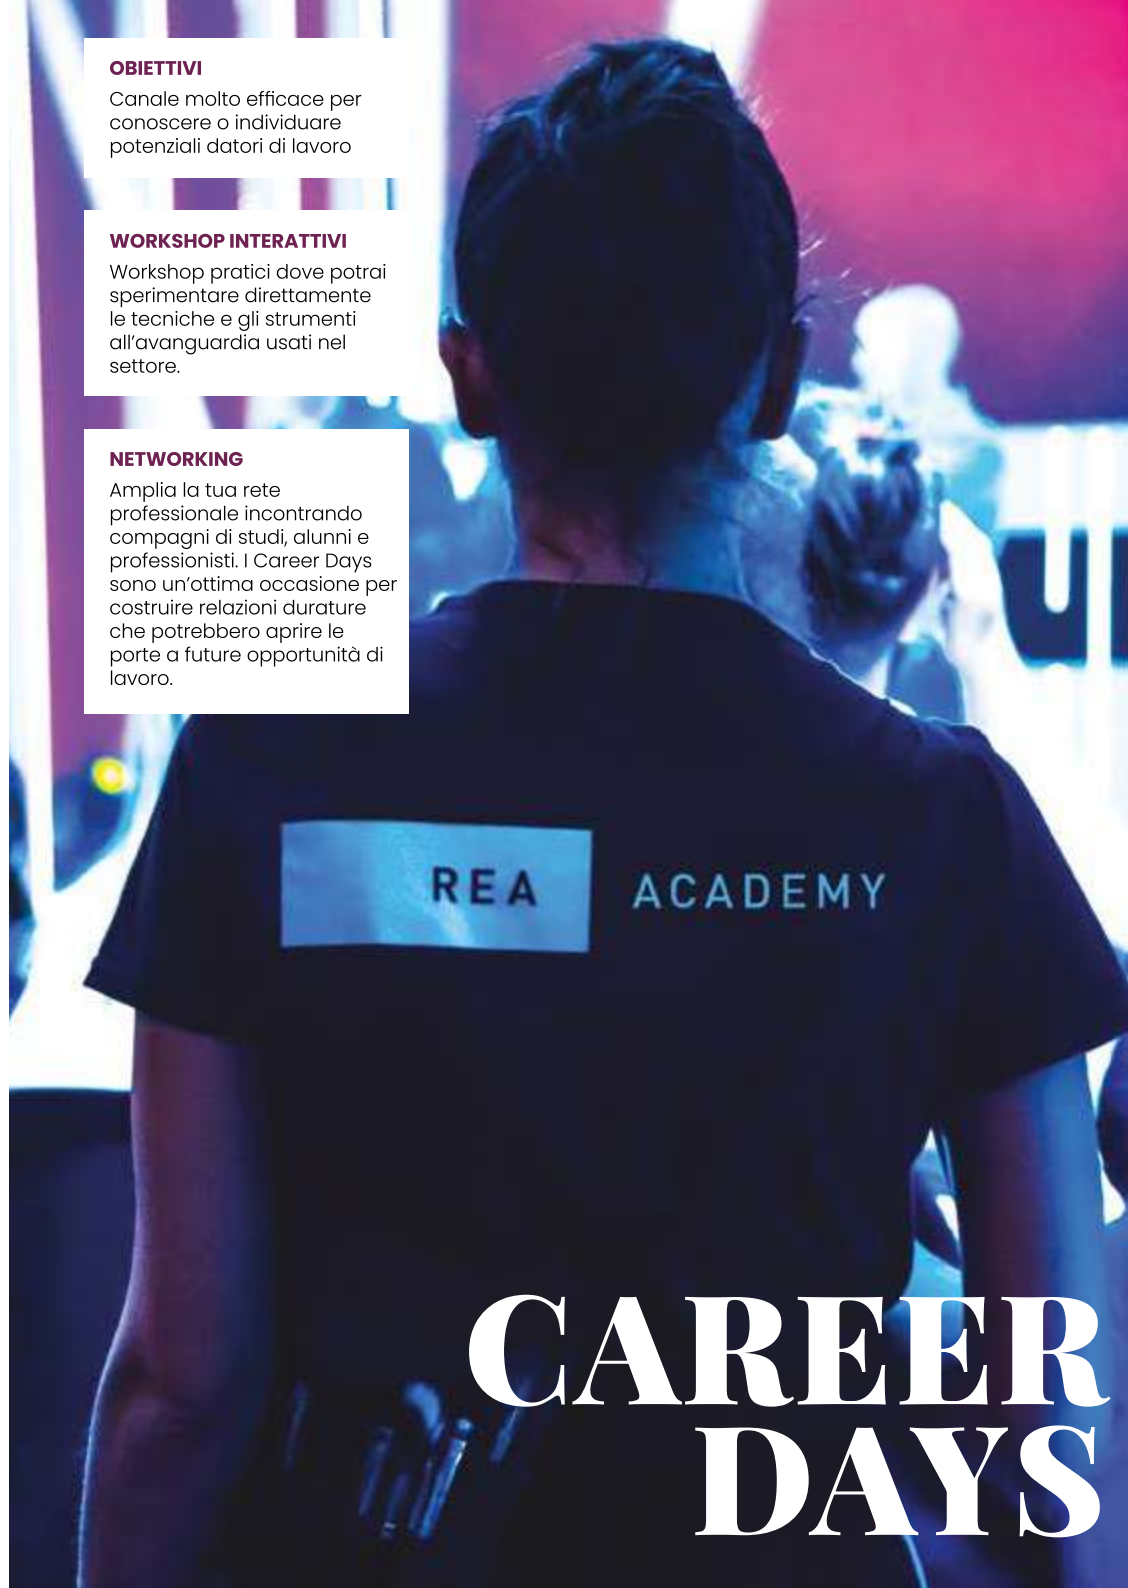 OBIETTIVI
Canale molto efficace per
conoscere o individuare
potenziali datori di lavoro
WORKSHOP INTERATTIVI
Workshop pratici dove potrai
sperimentare direttamente
le tecniche e gli strumenti
all’avanguardia usati nel
settore.
NETWORKING
Amplia la tua rete
professionale incontrando
compagni di studi, alunni e
professionisti. I Career Days
sono un’ottima occasione per
costruire relazioni durature
che potrebbero aprire le
porte a future opportunità di
lavoro.
REA ACADEMY
CAREER
DAYS